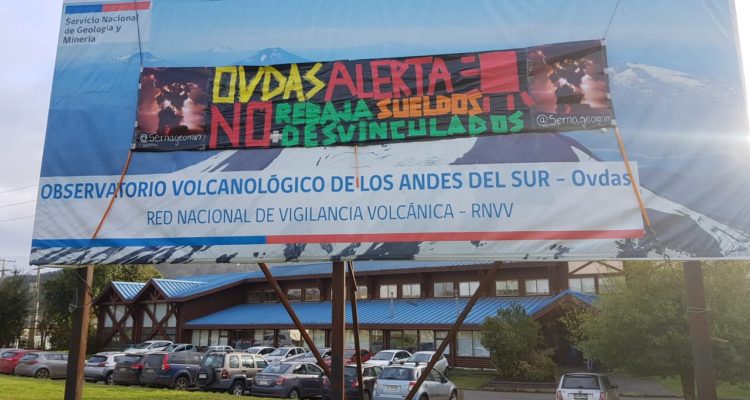 Servicio Nacional
de Geología y
Minería
OVDAS ALERTA
NO REBAJA SUELDOS
+DESVINCULADOS
@Sernageomin
@Sernageomin
OBSERVATORIO VOLCANOLÓGICO DE LOS ANDES DEL SUR – Ovdas
RED NACIONAL DE VIGILANCIA VOLCÁNICA - RNVV